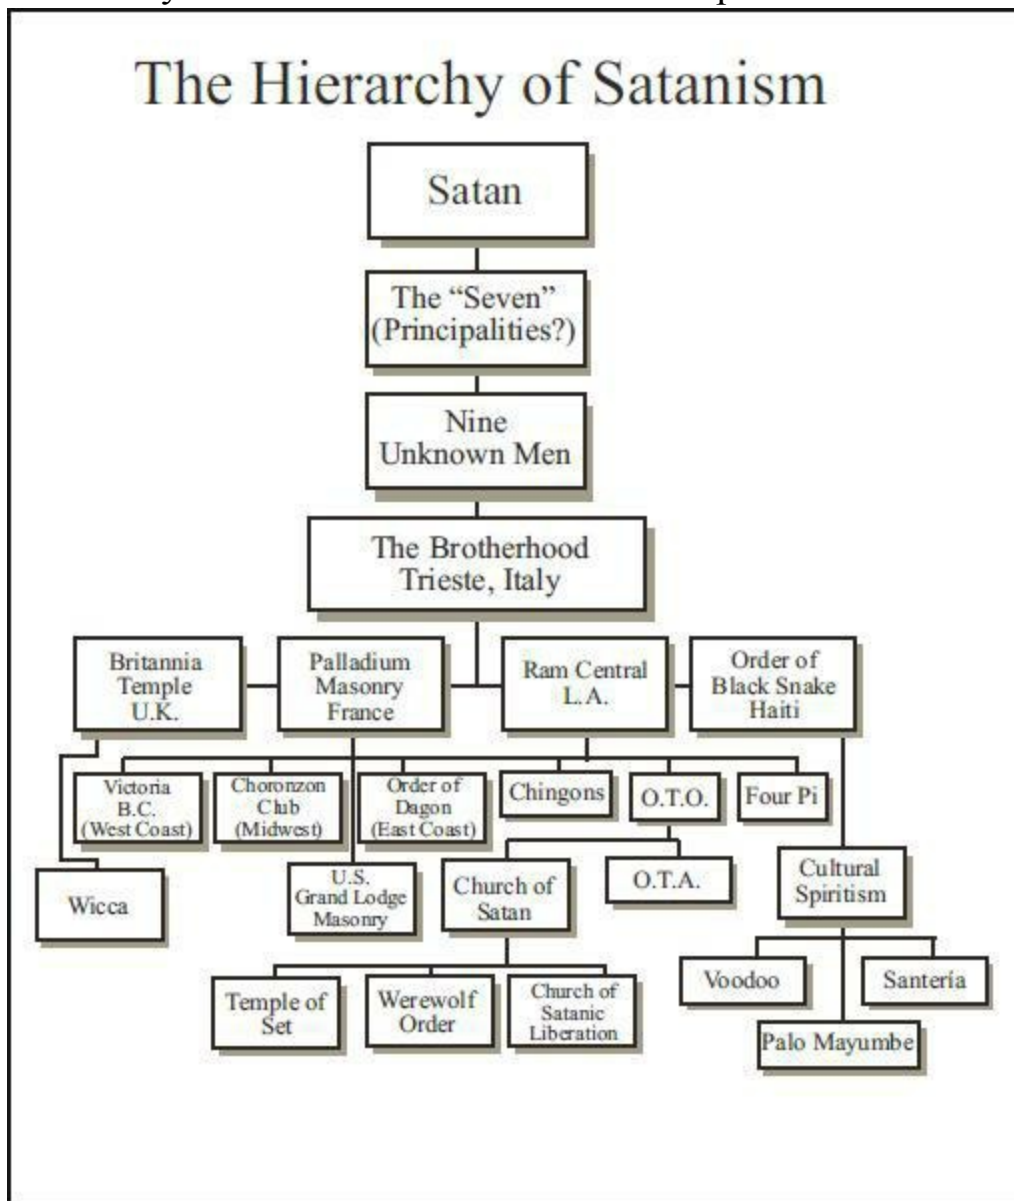 The Hierarchy of Satanism
Satan
The “Seven”
(Principalities?)
Nine
Unknown Men
The Brotherhood
Trieste, Italy
Britannia
Temple
U.K.
Palladium
Masonry
France
Ram Central
L.A.
Order of
Black Snake
Haiti
Victoria
B.C.
(West Coast)
Choronzon
Club
(Midwest)
Order of
Dagon
(East Coast)
Chingons
O.T.O.
Four Pi
Wicca
U.S.
Grand Lodge
Masonry
Church of
Satan
O.T.A.
Cultural
Spiritism
Temple of
Set
Werewolf
Order
Church of
Satanic
Liberation
Voodoo
Santería
Palo Mayumbe